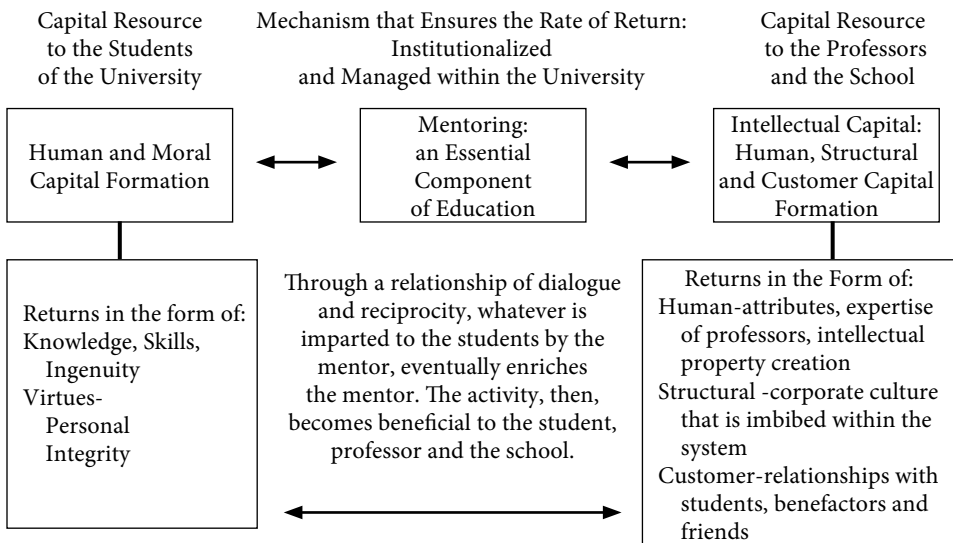 Capital Resource
to the Students
of the University
Mechanism that Ensures the Rate of Return:
Institutionalized
and Managed within the University
Capital Resource
to the Professors
and the School
Human and Moral
Capital Formation
Mentoring:
an Essential
Component
of Education
Intellectual Capital:
Human, Structural
and Customer Capital
Formation
Returns in the form of:
Knowledge, Skills,
Ingenuity
Virtues-
Personal
Integrity
Through a relationship of dialogue
and reciprocity, whatever is
imparted to the students by the
mentor, eventually enriches
the mentor. The activity, then,
becomes beneficial to the student,
professor and the school.
Returns in the Form of:
Human-attributes, expertise
of professors, intellectual
property creation
Structural -corporate culture
that is imbibed within the
system
Customer-relationships with
students, benefactors and
friends